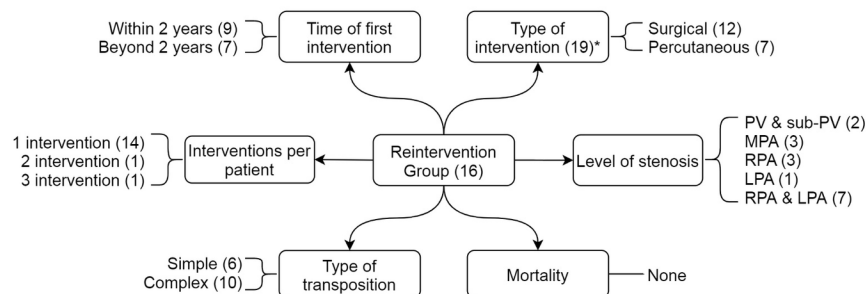 Within 2 years (9)
Beyond 2 years (7)
Time of first
intervention
Type of
intervention (19)*
Surgical (12)
Percutaneous (7)
1 intervention (14)
2 intervention (1)
3 intervention (1)
Interventions per
patient
Reintervention
Group (16)
Level of stenosis
PV & sub-PV (2)
MPA (3)
RPA (3)
LPA (1)
RPA & LPA (7)
Simple (6)
Complex (10)
Type of
transposition
Mortality
None